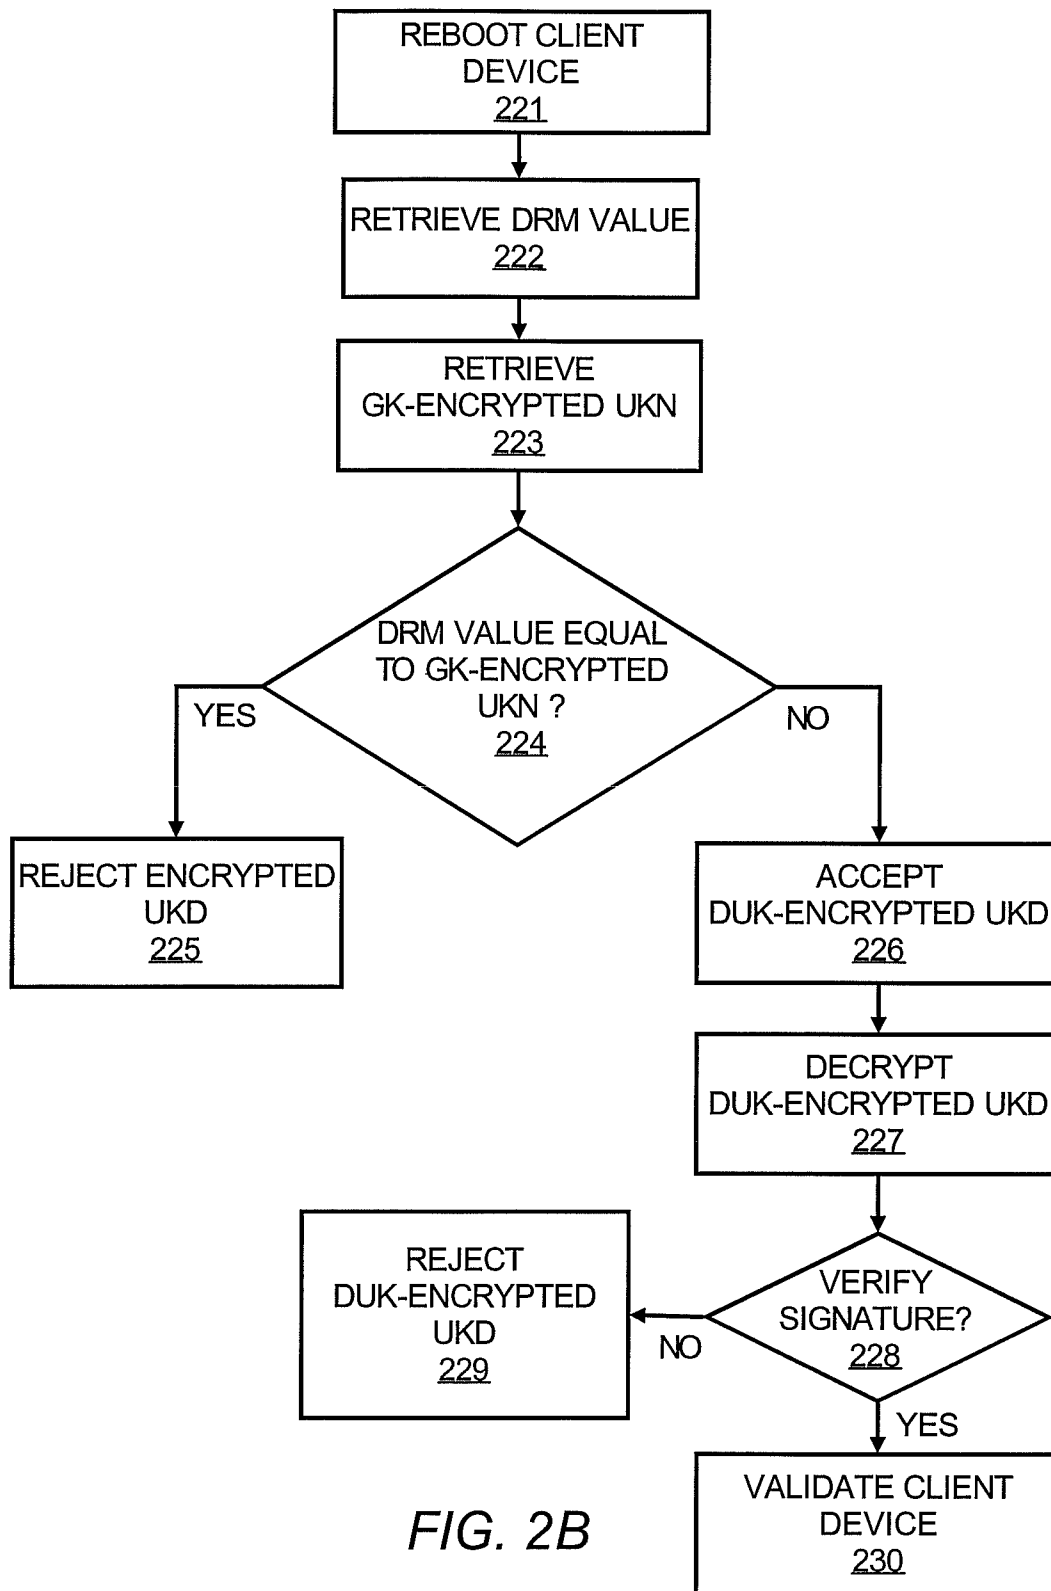 REBOOT CLIENT
DEVICE
221
RETRIEVE DRM VALUE
222
RETRIEVE
GK-ENCRYPTED UKN
223
DRM VALUE EQUAL
TO GK-ENCRYPTED
UKN ?
224
YES
NO
REJECT ENCRYPTED
UKD
225
ACCEPT
DUK-ENCRYPTED UKD
226
DECRYPT
DUK-ENCRYPTED UKD
227
VERIFY
SIGNATURE?
228
NO
REJECT
DUK-ENCRYPTED
UKD
229
YES
VALIDATE CLIENT
DEVICE
230
FIG. 2B